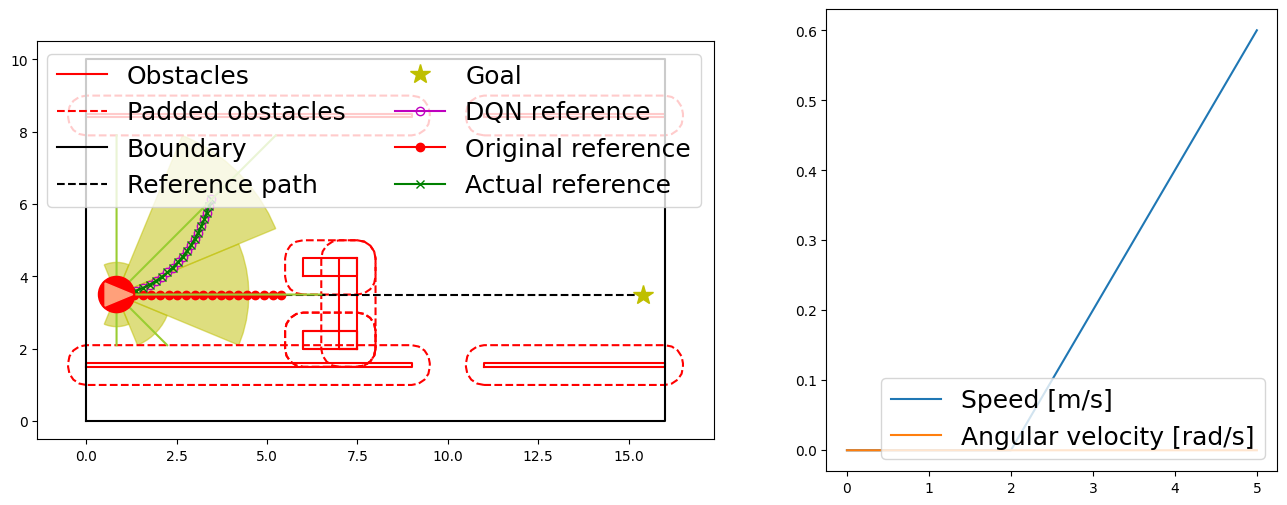 10
8
6
4
2
0
0.0
2.5
5.0
7.5
10.0
12.5
15.0
Obstacles
Padded obstacles
Boundary
Reference path
Goal
DQN reference
Original reference
Actual reference
0.6
0.5
0.4
0.3
0.2
0.1
0.0
0
1
2
3
4
5
Speed [m/s]
Angular velocity [rad/s]